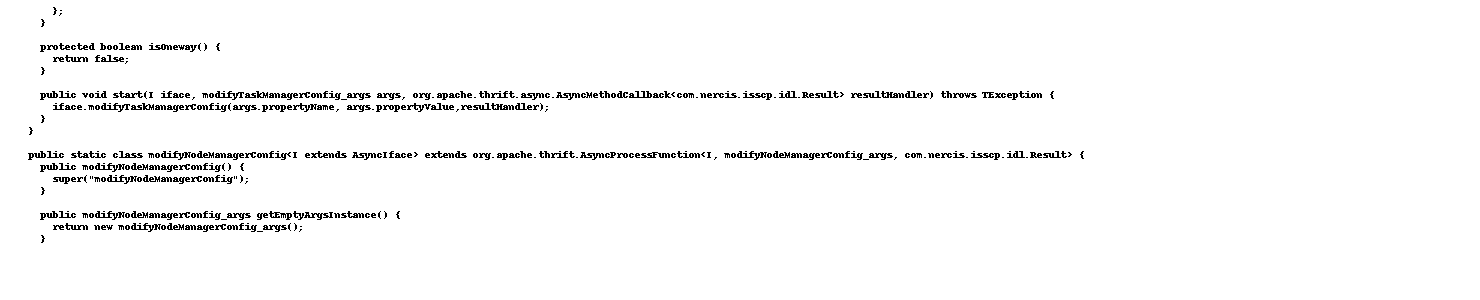 };
}
protected boolean isOneway() {
return false;
}
public void start(I iface, modifyTaskManagerConfig_args args, org.apache.thrift.async.AsyncMethodCallback<com.nercis.isscp.idl.Result> resultHandler) throws TException {
iface.modifyTaskManagerConfig(args.propertyName, args.propertyValue,resultHandler);
}
}
public static class modifyNodeManagerConfig<I extends AsyncIface> extends org.apache.thrift.AsyncProcessFunction<I, modifyNodeManagerConfig_args, com.nercis.isscp.idl.Result> {
public modifyNodeManagerConfig() {
super("modifyNodeManagerConfig");
}
public modifyNodeManagerConfig_args getEmptyArgsInstance() {
return new modifyNodeManagerConfig_args();
}